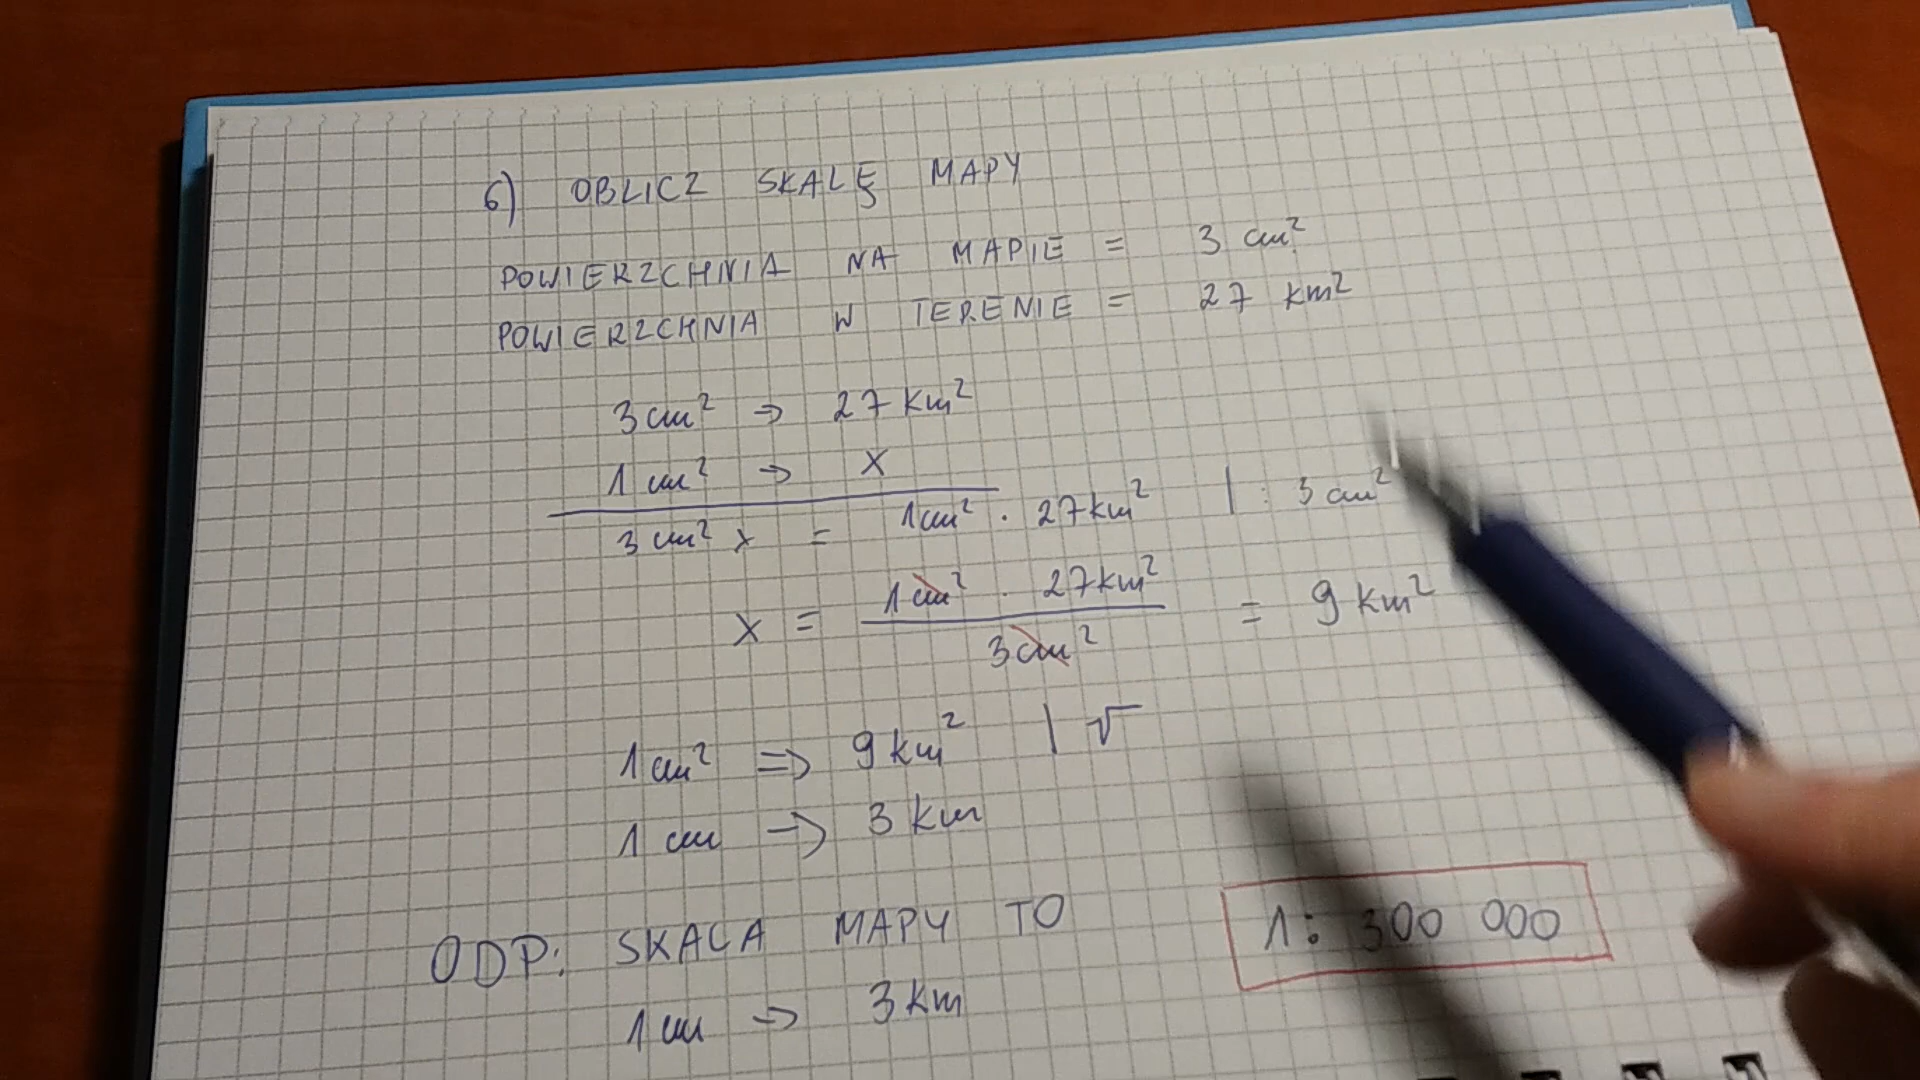 6) OBLICZ SKALĘ MAPY
POWIERZCHNIA NA MAPIE = 3 cm²
POWIERZCHNIA W TERENIE = 27 km²
3 cm² → 27 km²
1 cm² → x
3 cm² x = 1 cm² · 27 km² | : 3 cm²
x = 1 cm² · 27 km² / 3 cm² = 9 km²
1 cm² ⇒ 9 km² | √
1 cm → 3 km
ODP: SKALA MAPY TO
1 cm → 3 km
1: 300 000